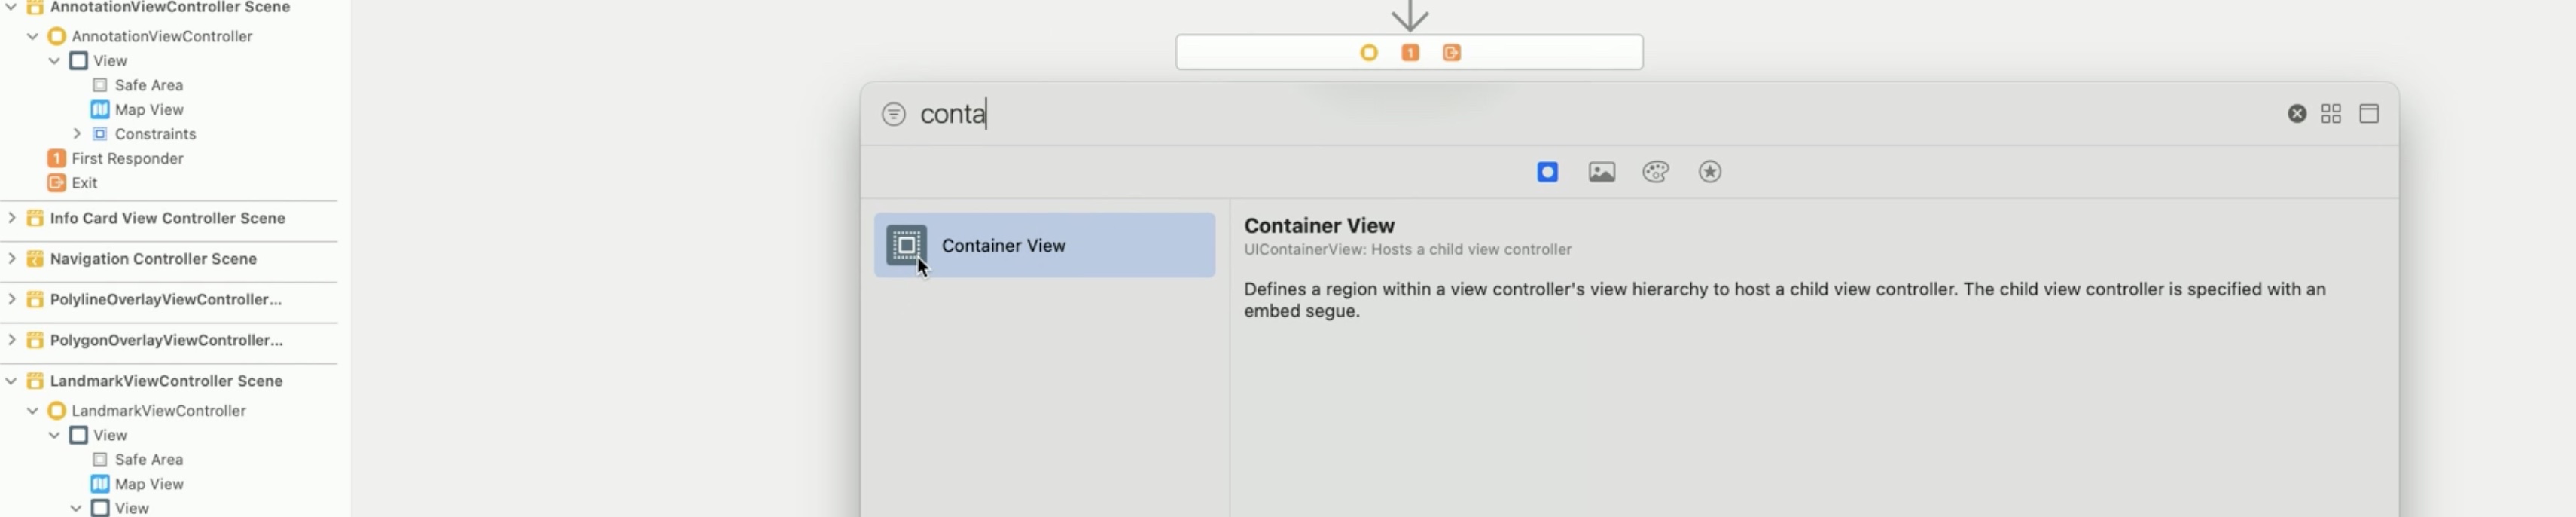 AnnotationViewController Scene
AnnotationViewController
View
Safe Area
Map View
Constraints
1 First Responder
Exit
Info Card View Controller Scene
Navigation Controller Scene
PolylineOverlayViewController...
PolygonOverlayViewController...
LandmarkViewController Scene
LandmarkViewController
View
Safe Area
Map View
View
1
conta
Container View
Container View
UIContainerView: Hosts a child view controller
Defines a region within a view controller's view hierarchy to host a child view controller. The child view controller is specified with an
embed segue.